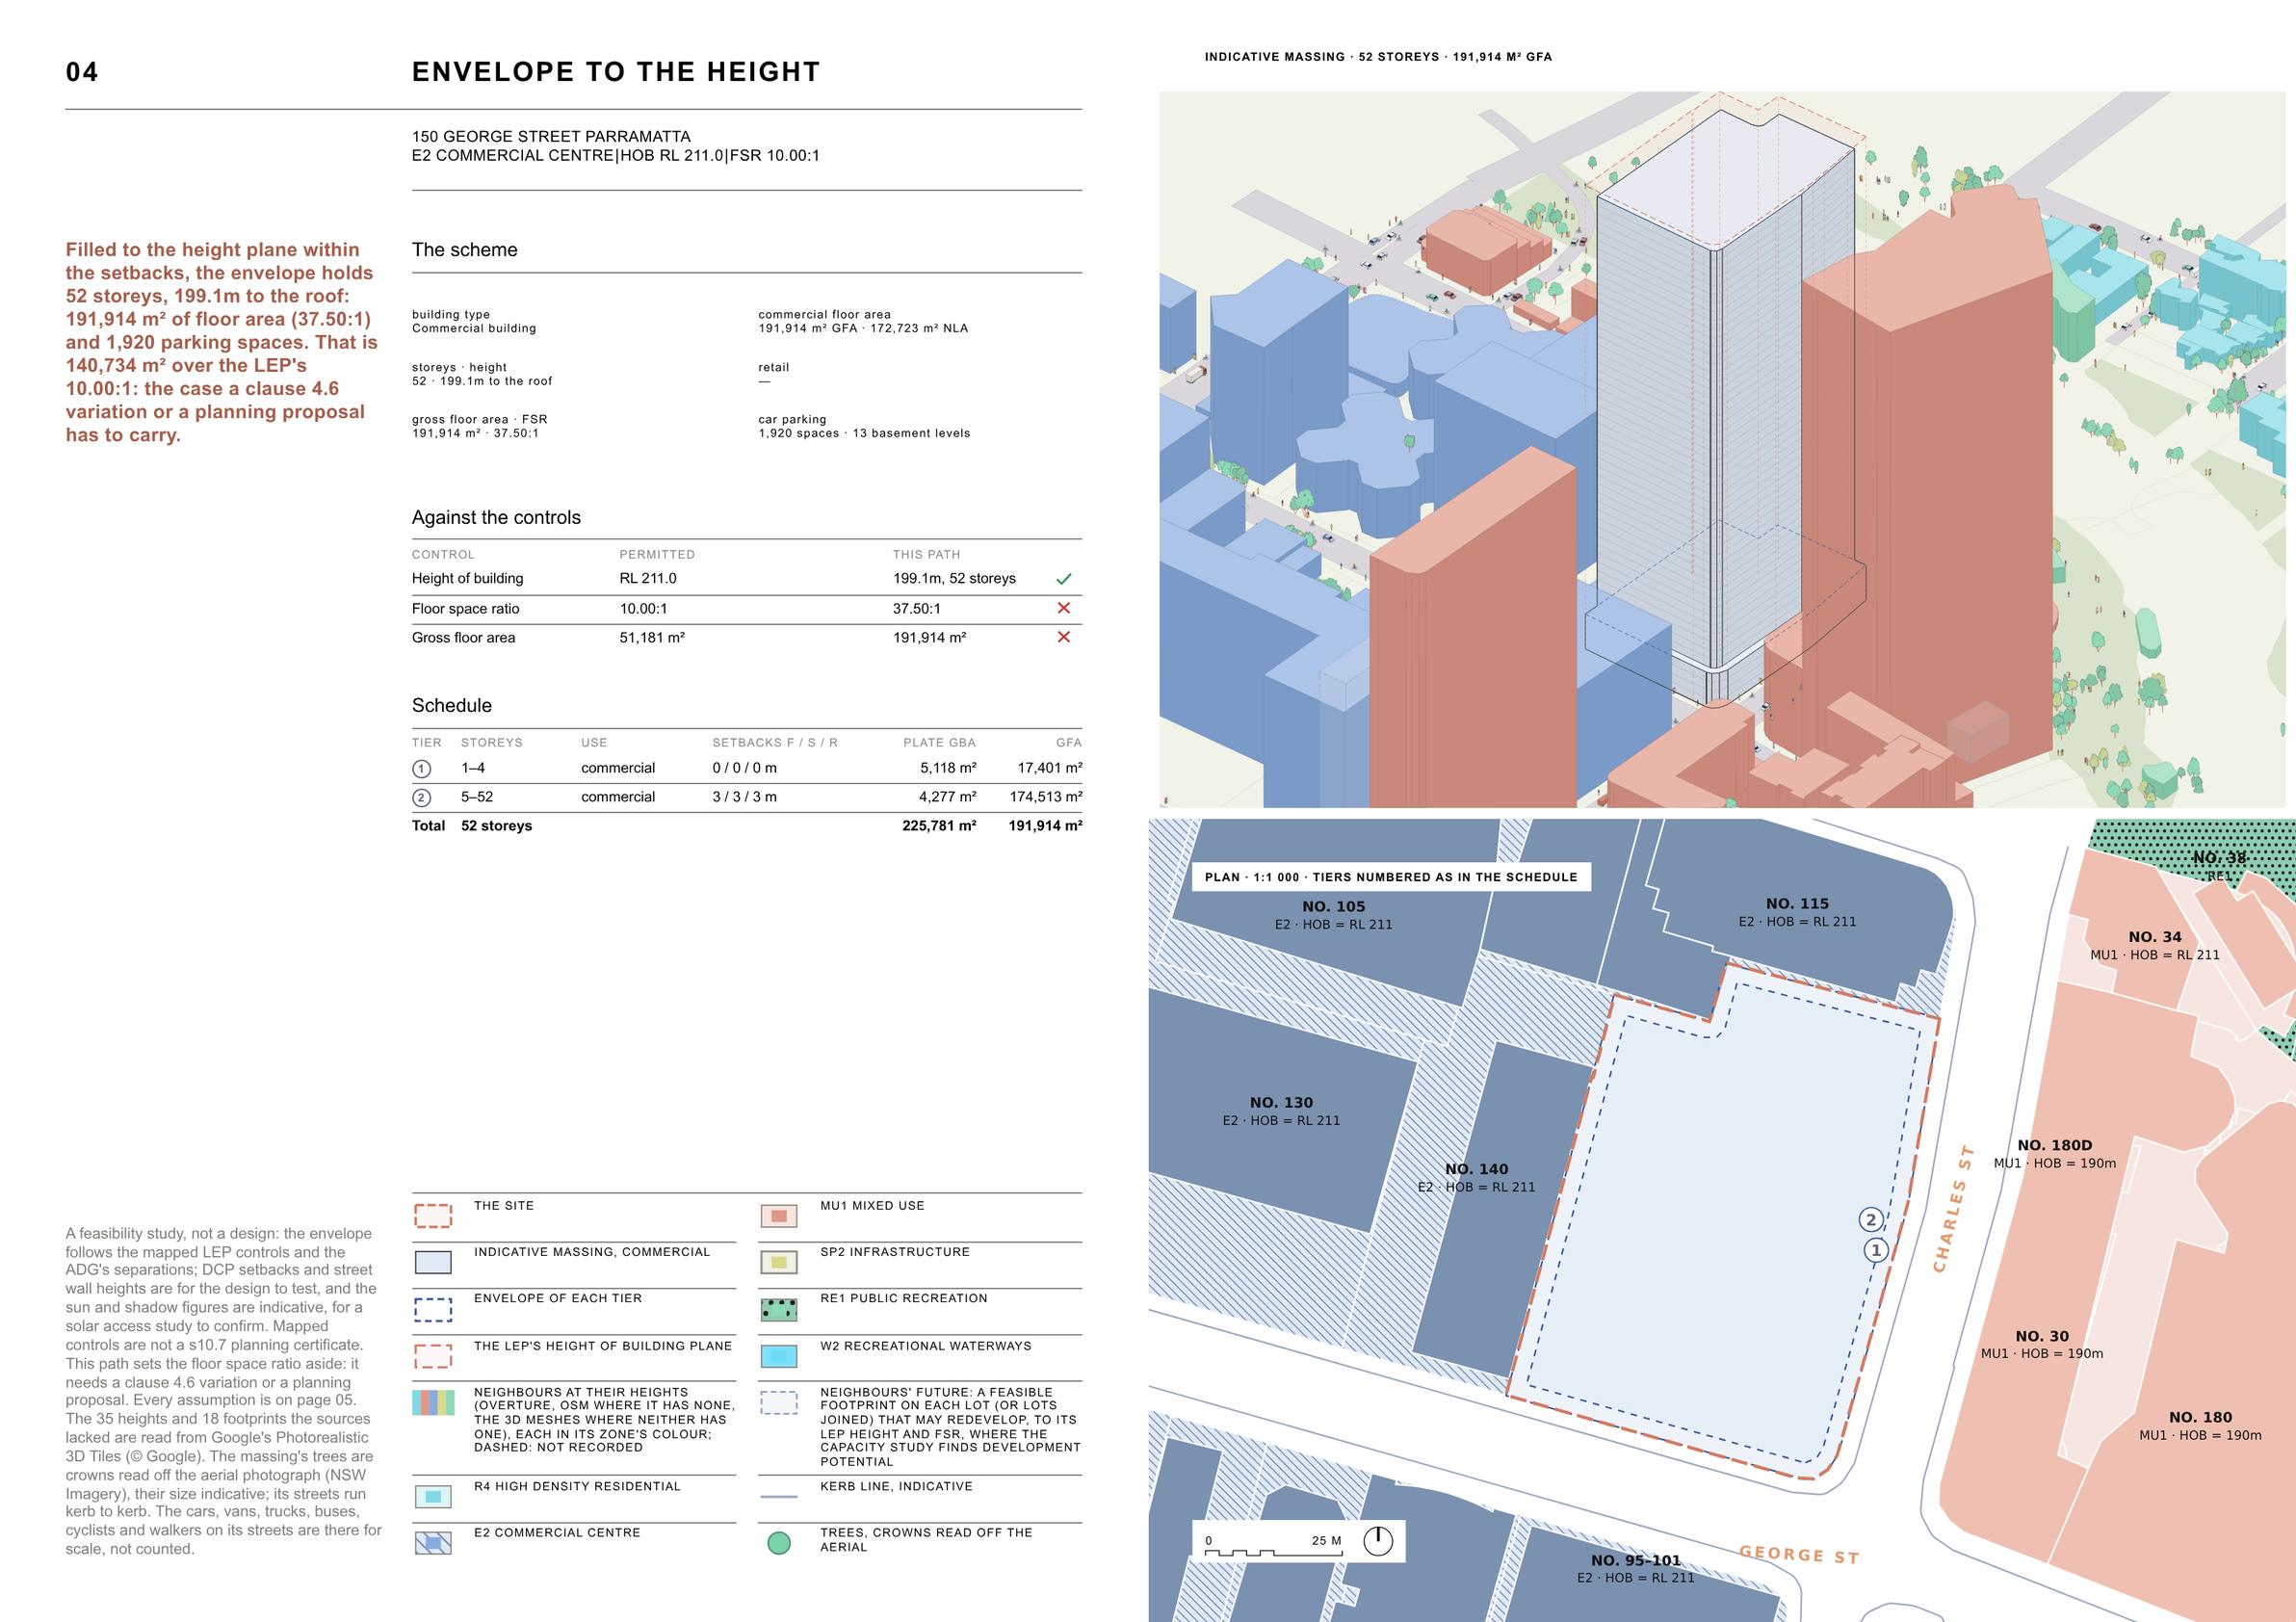 04
ENVELOPE TO THE HEIGHT
150 GEORGE STREET PARRAMATTA
E2 COMMERCIAL CENTRE|HOB RL 211.0|FSR 10.00:1
Filled to the height plane within
the setbacks, the envelope holds
52 storeys, 199.1m to the roof:
191,914 m² of floor area (37.50:1)
and 1,920 parking spaces. That is
140,734 m² over the LEP's
10.00:1: the case a clause 4.6
variation or a planning proposal
has to carry.
The scheme
building type
Commercial building
commercial floor area
191,914 m² GFA · 172,723 m² NLA
storeys · height
52 · 199.1m to the roof
retail
—
gross floor area · FSR
191,914 m² · 37.50:1
car parking
1,920 spaces · 13 basement levels
Against the controls
CONTROL PERMITTED THIS PATH
Height of building RL 211.0 199.1m, 52 storeys
Floor space ratio 10.00:1 37.50:1
Gross floor area 51,181 m² 191,914 m²
Schedule
TIER STOREYS USE SETBACKS F / S / R PLATE GBA GFA
1 1–4 commercial 0 / 0 / 0 m 5,118 m² 17,401 m²
2 5–52 commercial 3 / 3 / 3 m 4,277 m² 174,513 m²
Total 52 storeys 225,781 m² 191,914 m²
A feasibility study, not a design: the envelope
follows the mapped LEP controls and the
ADG's separations; DCP setbacks and street
wall heights are for the design to test, and the
sun and shadow figures are indicative, for a
solar access study to confirm. Mapped
controls are not a s10.7 planning certificate.
This path sets the floor space ratio aside: it
needs a clause 4.6 variation or a planning
proposal. Every assumption is on page 05.
The 35 heights and 18 footprints the sources
lacked are read from Google's Photorealistic
3D Tiles (© Google). The massing's trees are
crowns read off the aerial photograph (NSW
Imagery), their size indicative; its streets run
kerb to kerb. The cars, vans, trucks, buses,
cyclists and walkers on its streets are there for
scale, not counted.
THE SITE
INDICATIVE MASSING, COMMERCIAL
ENVELOPE OF EACH TIER
THE LEP'S HEIGHT OF BUILDING PLANE
NEIGHBOURS AT THEIR HEIGHTS
(OVERTURE, OSM WHERE IT HAS NONE,
THE 3D MESHES WHERE NEITHER HAS
ONE), EACH IN ITS ZONE'S COLOUR;
DASHED: NOT RECORDED
R4 HIGH DENSITY RESIDENTIAL
E2 COMMERCIAL CENTRE
MU1 MIXED USE
SP2 INFRASTRUCTURE
RE1 PUBLIC RECREATION
W2 RECREATIONAL WATERWAYS
NEIGHBOURS' FUTURE: A FEASIBLE
FOOTPRINT ON EACH LOT (OR LOTS
JOINED) THAT MAY REDEVELOP, TO ITS
LEP HEIGHT AND FSR, WHERE THE
CAPACITY STUDY FINDS DEVELOPMENT
POTENTIAL
KERB LINE, INDICATIVE
TREES, CROWNS READ OFF THE
AERIAL
INDICATIVE MASSING · 52 STOREYS · 191,914 M² GFA
PLAN · 1:1 000 · TIERS NUMBERED AS IN THE SCHEDULE
NO. 38
RE1
NO. 105
E2 · HOB = RL 211
NO. 115
E2 · HOB = RL 211
NO. 34
MU1 · HOB = RL 211
NO. 130
E2 · HOB = RL 211
NO. 140
E2 · HOB = RL 211
NO. 180D
MU1 · HOB = 190m
2
1
CHARLES ST
NO. 30
MU1 · HOB = 190m
NO. 180
MU1 · HOB = 190m
0 25 M
GEORGE ST
NO. 95–101
E2 · HOB = RL 211